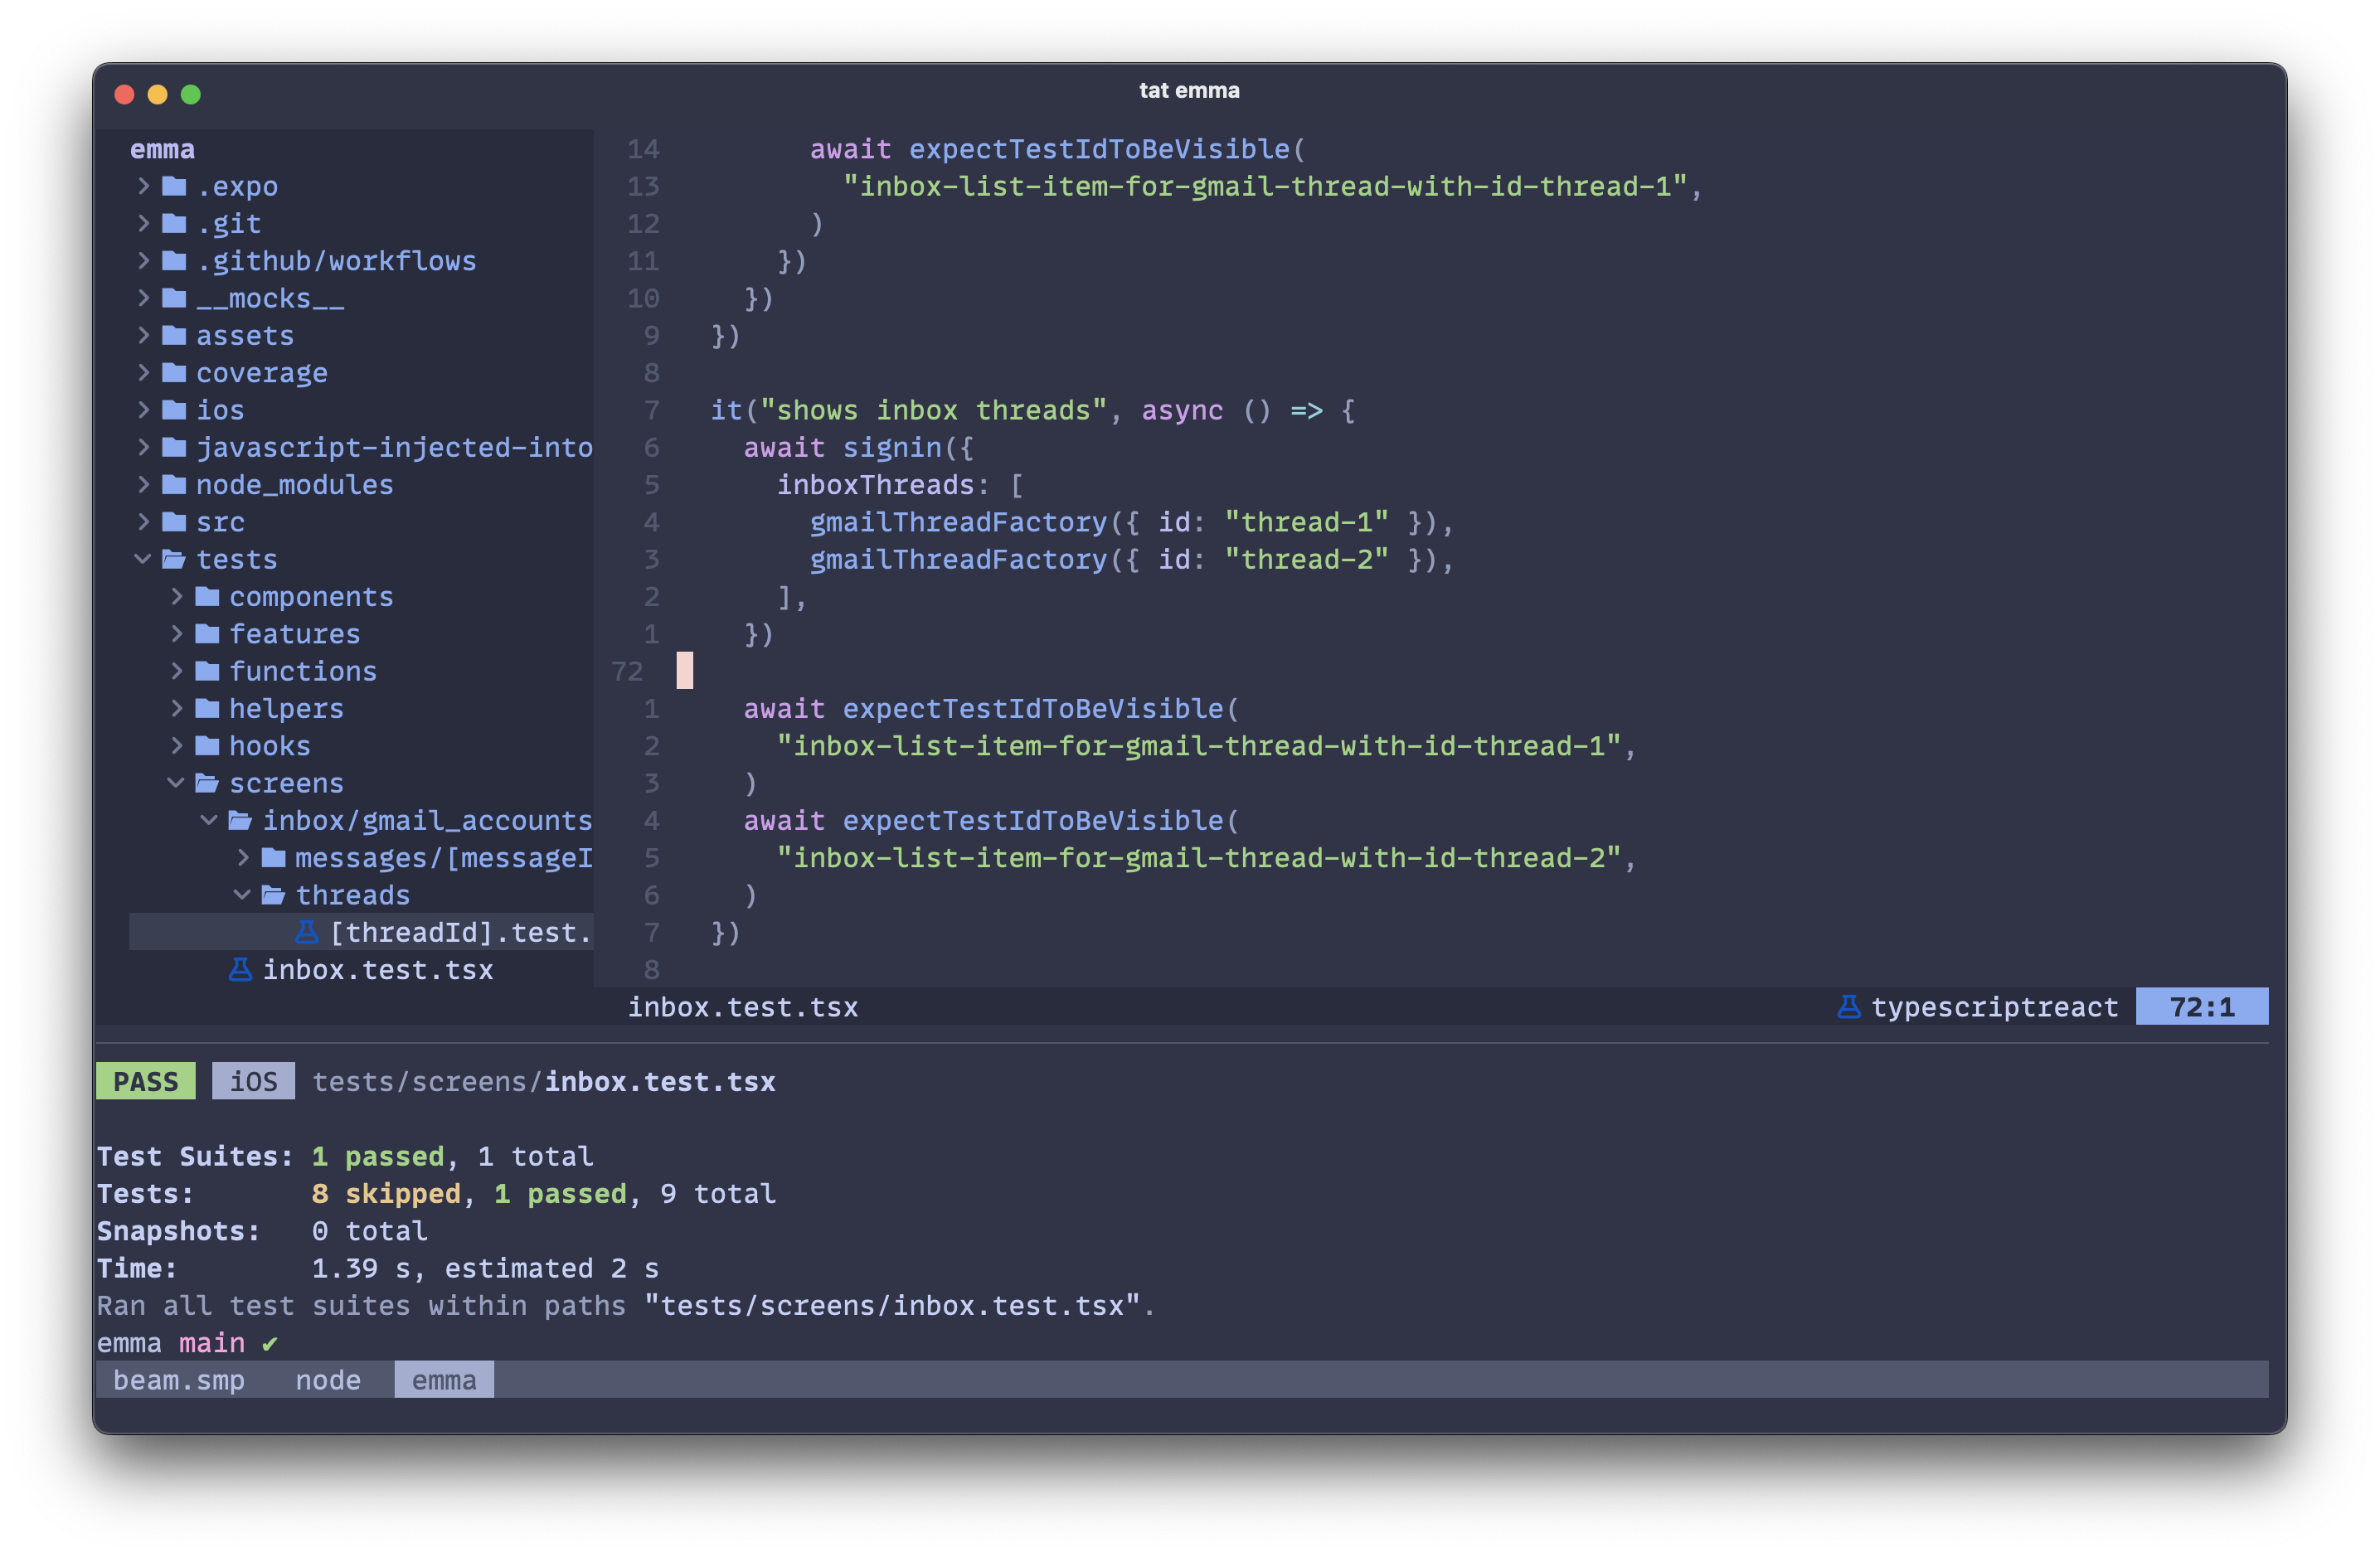 tat emma
emma
.expo
.git
.github/workflows
__mocks__
assets
coverage
ios
javascript-injected-into
node_modules
src
tests
components
features
functions
helpers
hooks
screens
inbox/gmail_accounts
messages/[messageI
threads
[threadId].test.
inbox.test.tsx
14         await expectTestIdToBeVisible(
13           "inbox-list-item-for-gmail-thread-with-id-thread-1",
12         )
11       })
10     })
9   })
8
7   it("shows inbox threads", async () => {
6     await signin({
5       inboxThreads: [
4         gmailThreadFactory({ id: "thread-1" }),
3         gmailThreadFactory({ id: "thread-2" }),
2       ],
1     })
72
1     await expectTestIdToBeVisible(
2       "inbox-list-item-for-gmail-thread-with-id-thread-1",
3     )
4     await expectTestIdToBeVisible(
5       "inbox-list-item-for-gmail-thread-with-id-thread-2",
6     )
7   })
8
inbox.test.tsx typescriptreact 72:1
PASS iOS tests/screens/inbox.test.tsx
Test Suites: 1 passed, 1 total
Tests:       8 skipped, 1 passed, 9 total
Snapshots:   0 total
Time:        1.39 s, estimated 2 s
Ran all test suites within paths "tests/screens/inbox.test.tsx".
emma main ✔
beam.smp node emma